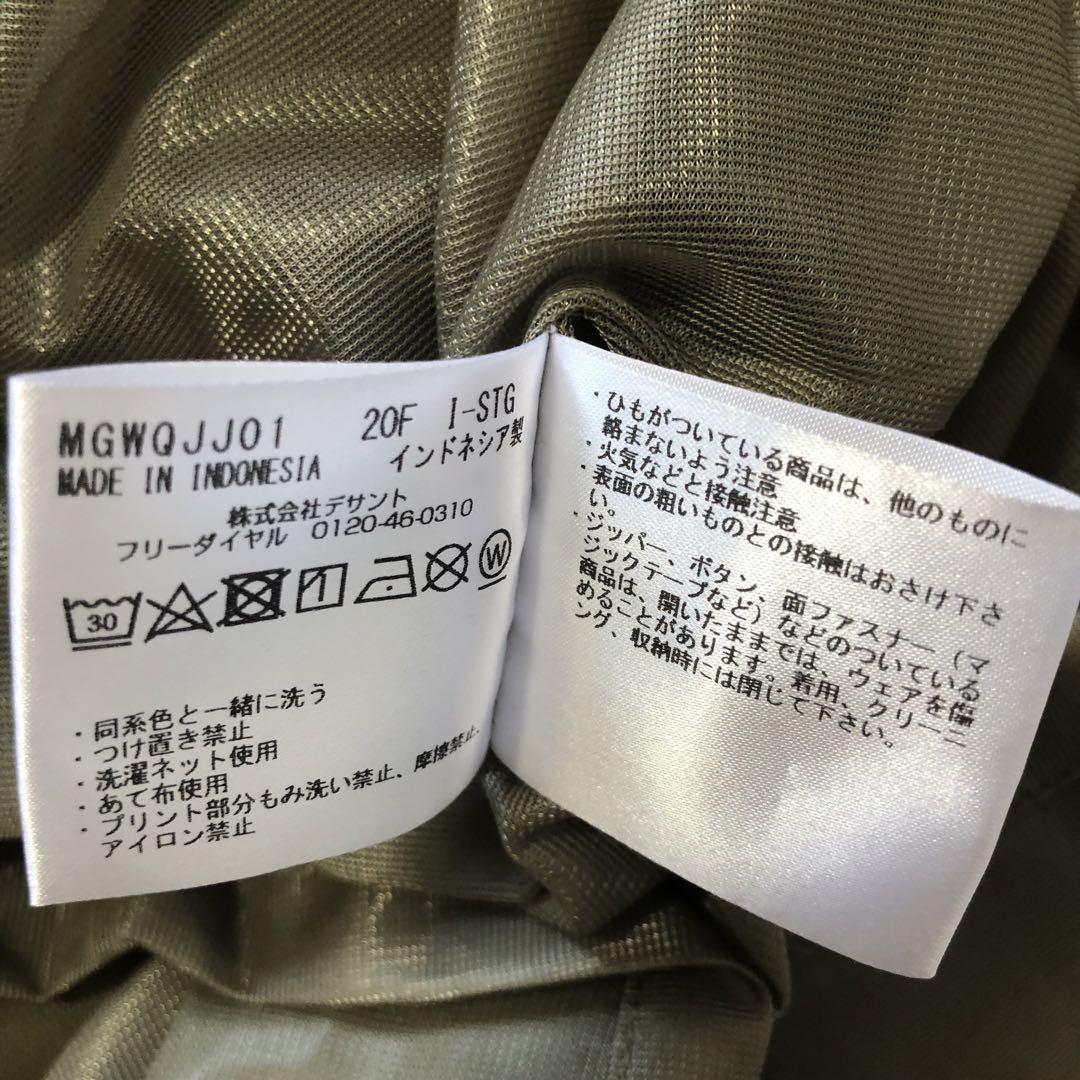 MGWQJJ01 20F I-STG
MADE IN INDONESIA インドネシア製
株式会社デサント
フリーダイヤル 0120-46-0310
30 W
・同系色と一緒に洗う
・つけ置き禁止
・洗濯ネット使用
・あて布使用
・プリント部分もみ洗い禁止、摩擦禁止、
アイロン禁止
・ひもがついている商品は、他のものに
絡まないよう注意
・火気などと接触注意
・表面の粗いものとの接触はおさけ下さ
い。
・ジッパー、ボタン、面ファスナー（マ
ジックテープなど）などのついている
商品は、開いたままでは、ウェアを傷
めることがあります。着用、クリーニ
ング、収納時には閉じて下さい。